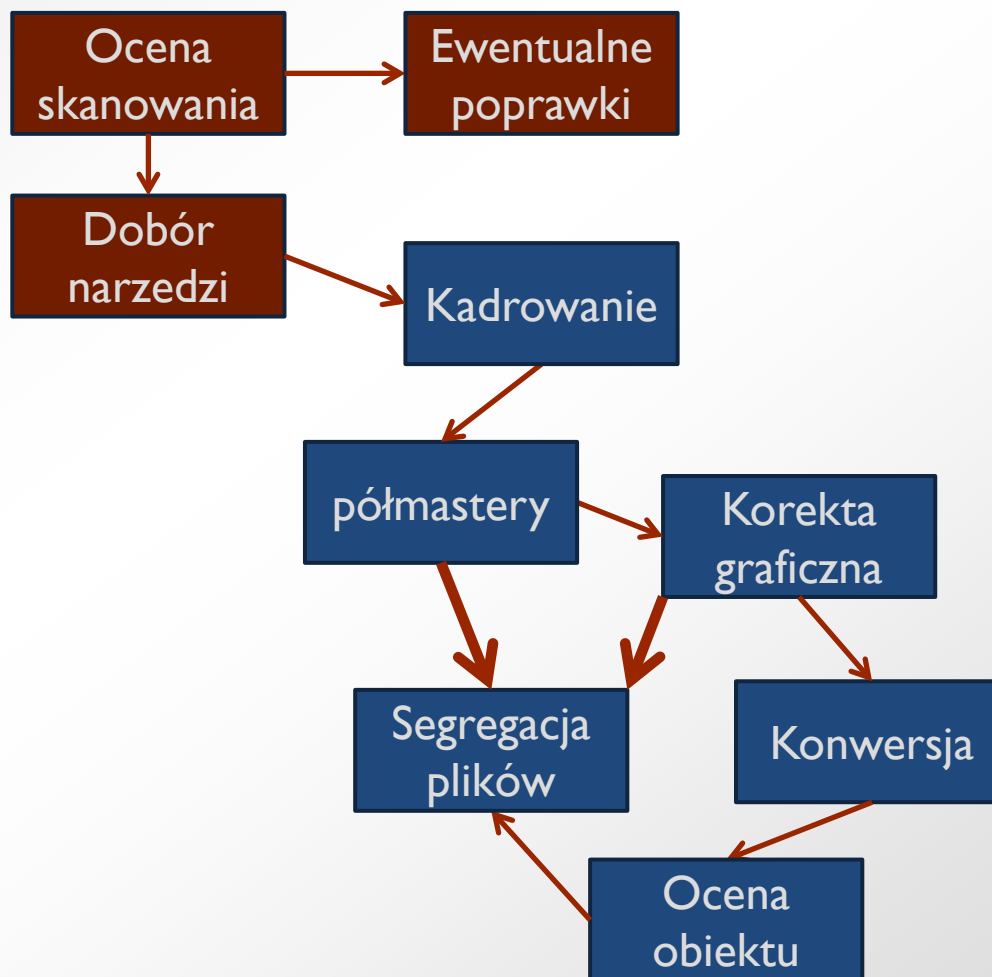 Ocena
skanowania
Ewentualne
poprawki
Dobór
narzedzi
Kadrowanie
półmastery
Korekta
graficzna
Segregacja
plików
Konwersja
Ocena
obiektu